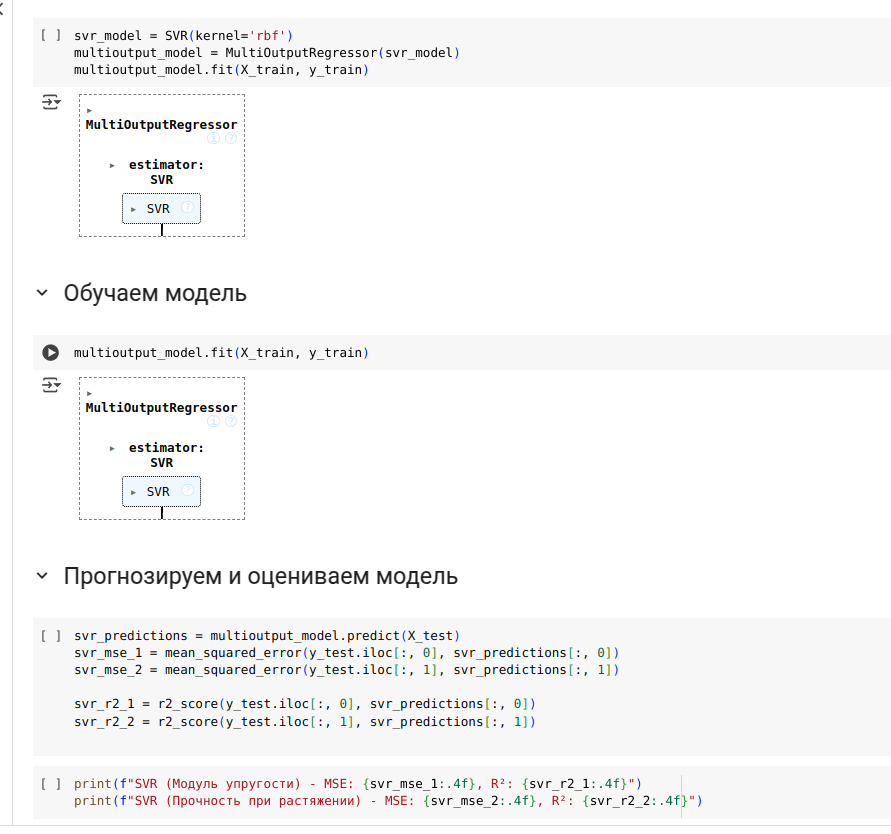 [ ] svr_model = SVR(kernel='rbf')
multioutput_model = MultiOutputRegressor(svr_model)
multioutput_model.fit(X_train, y_train)
MultiOutputRegressor
i ?
estimator:
SVR
SVR ?
Обучаем модель
multioutput_model.fit(X_train, y_train)
MultiOutputRegressor
i ?
estimator:
SVR
SVR ?
Прогнозируем и оцениваем модель
[ ] svr_predictions = multioutput_model.predict(X_test)
svr_mse_1 = mean_squared_error(y_test.iloc[:, 0], svr_predictions[:, 0])
svr_mse_2 = mean_squared_error(y_test.iloc[:, 1], svr_predictions[:, 1])
svr_r2_1 = r2_score(y_test.iloc[:, 0], svr_predictions[:, 0])
svr_r2_2 = r2_score(y_test.iloc[:, 1], svr_predictions[:, 1])
[ ] print(f"SVR (Модуль упругости) - MSE: {svr_mse_1:.4f}, R²: {svr_r2_1:.4f}")
print(f"SVR (Прочность при растяжении) - MSE: {svr_mse_2:.4f}, R²: {svr_r2_2:.4f}")